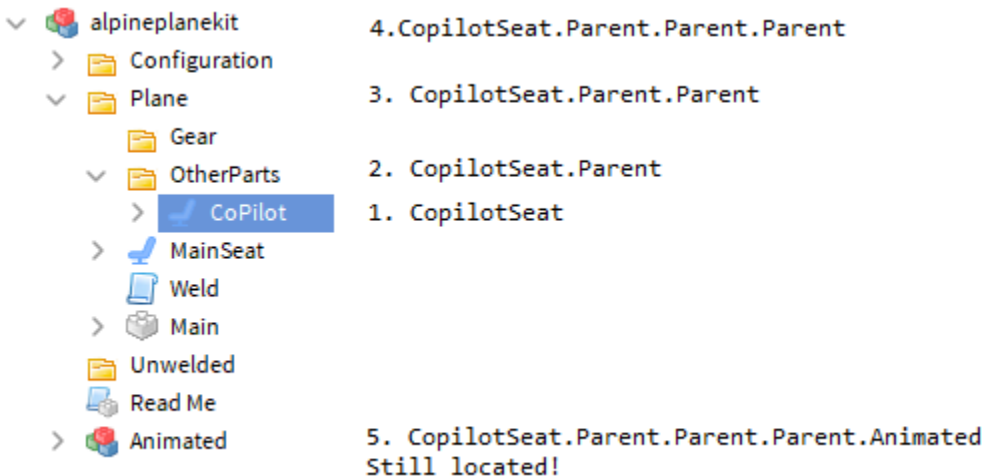 alpineplanekit 4.CopilotSeat.Parent.Parent.Parent
Configuration
Plane 3. CopilotSeat.Parent.Parent
Gear
OtherParts 2. CopilotSeat.Parent
CoPilot 1. CopilotSeat
MainSeat
Weld
Main
Unwelded
Read Me
Animated 5. CopilotSeat.Parent.Parent.Parent.Animated
Still located!